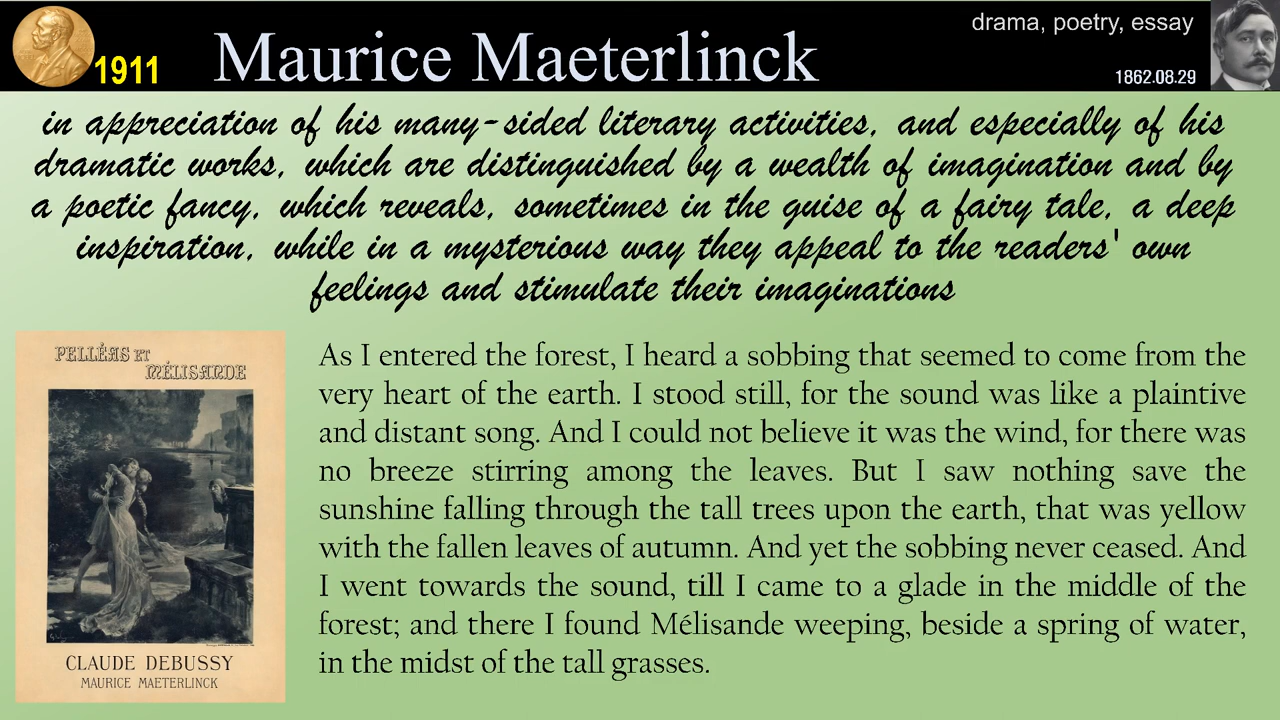 1911
Maurice Maeterlinck
drama, poetry, essay
1862.08.29
in appreciation of his many-sided literary activities, and especially of his
dramatic works, which are distinguished by a wealth of imagination and by
a poetic fancy, which reveals, sometimes in the guise of a fairy tale, a deep
inspiration, while in a mysterious way they appeal to the readers' own
feelings and stimulate their imaginations
PELLÉAS ET
MÉLISANDE
CLAUDE DEBUSSY
MAURICE MAETERLINCK
As I entered the forest, I heard a sobbing that seemed to come from the
very heart of the earth. I stood still, for the sound was like a plaintive
and distant song. And I could not believe it was the wind, for there was
no breeze stirring among the leaves. But I saw nothing save the
sunshine falling through the tall trees upon the earth, that was yellow
with the fallen leaves of autumn. And yet the sobbing never ceased. And
I went towards the sound, till I came to a glade in the middle of the
forest; and there I found Mélisande weeping, beside a spring of water,
in the midst of the tall grasses.